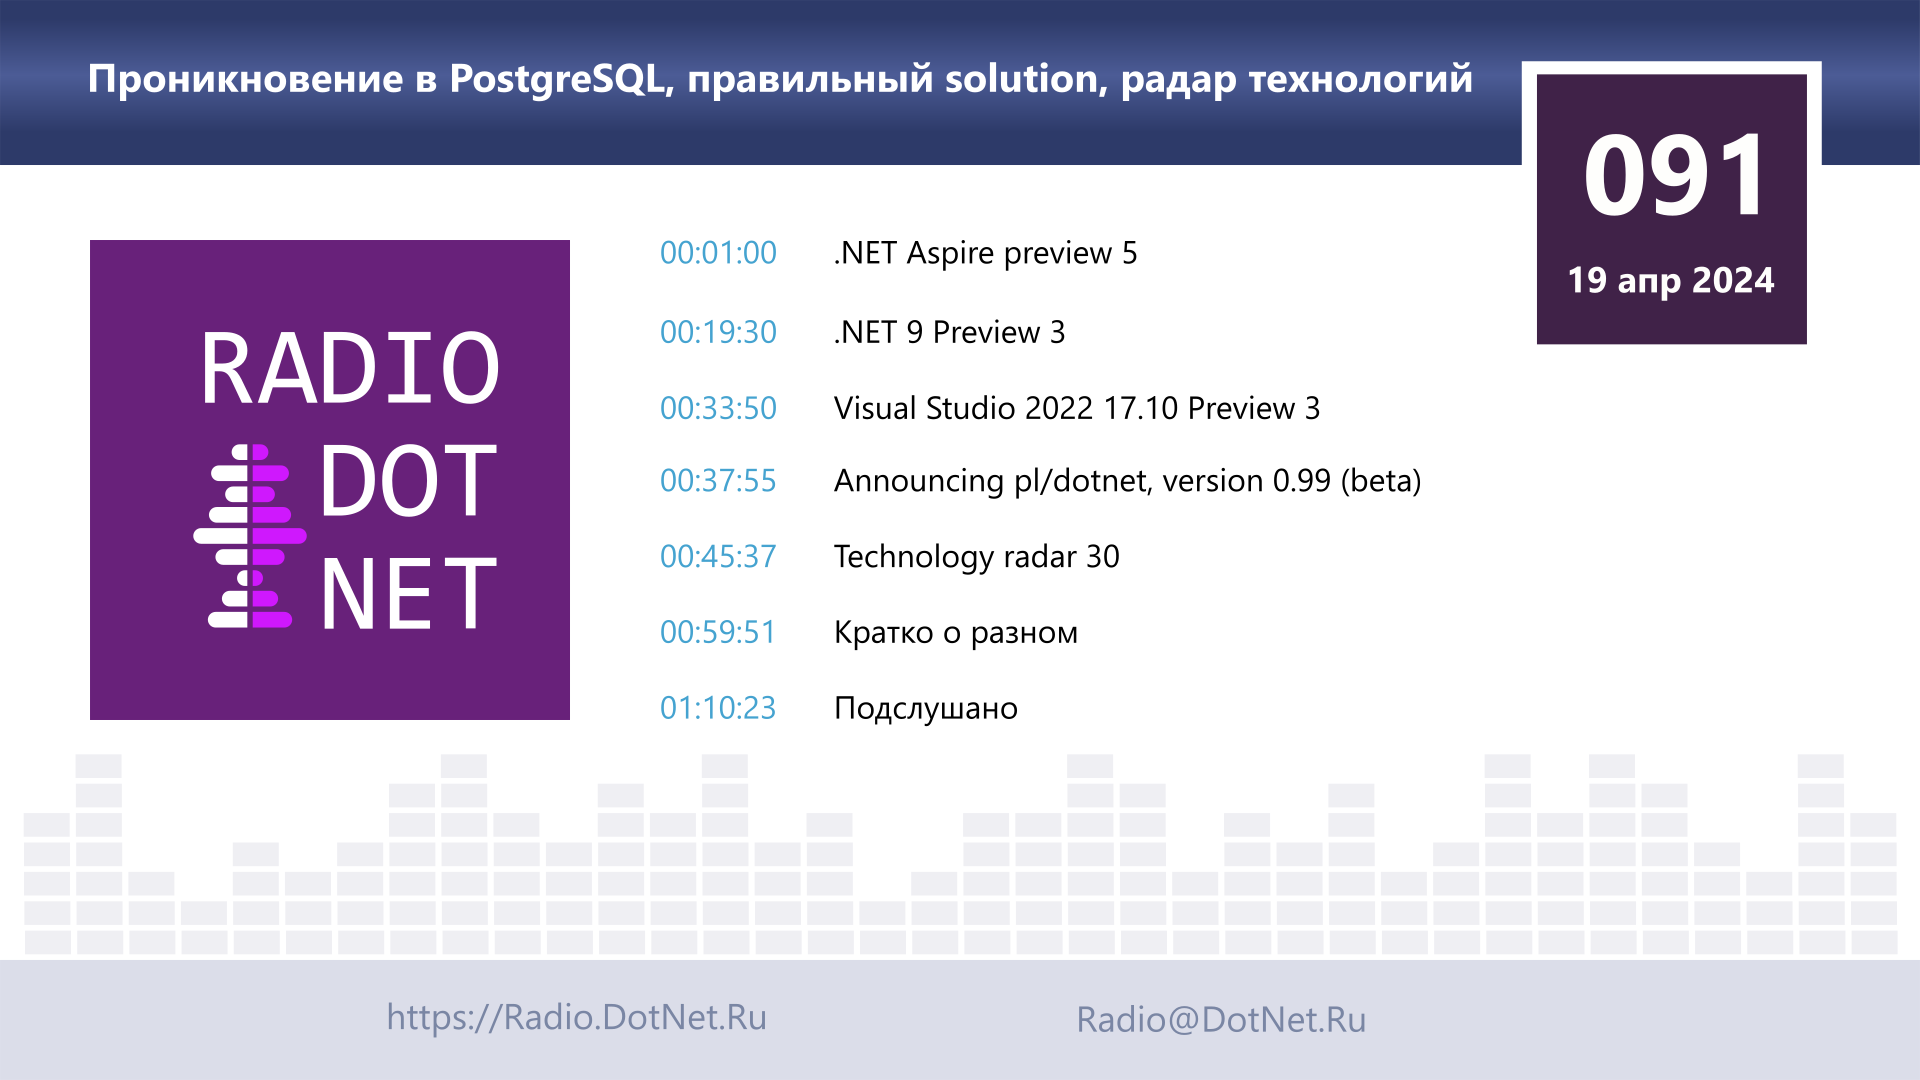 Проникновение в PostgreSQL, правильный solution, радар технологий
091
19 апр 2024
RADIO
DOT
NET
00:01:00 .NET Aspire preview 5
00:19:30 .NET 9 Preview 3
00:33:50 Visual Studio 2022 17.10 Preview 3
00:37:55 Announcing pl/dotnet, version 0.99 (beta)
00:45:37 Technology radar 30
00:59:51 Кратко о разном
01:10:23 Подслушано
https://Radio.DotNet.Ru
Radio@DotNet.Ru